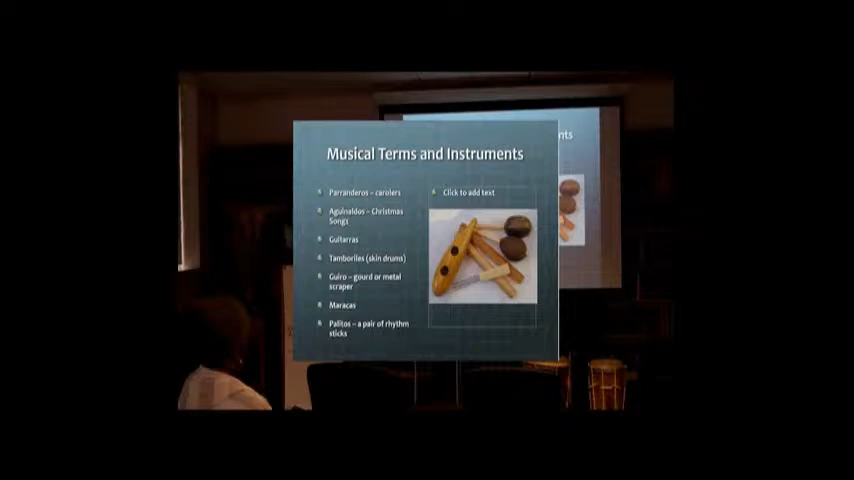 nts
Musical Terms and Instruments
Parranderos – carolers
Aguinaldos – Christmas
Songs
Guitarras
Tamboriles (skin drums)
Guiro – gourd or metal
scraper
Maracas
Palitos – a pair of rhythm
sticks
Click to add text